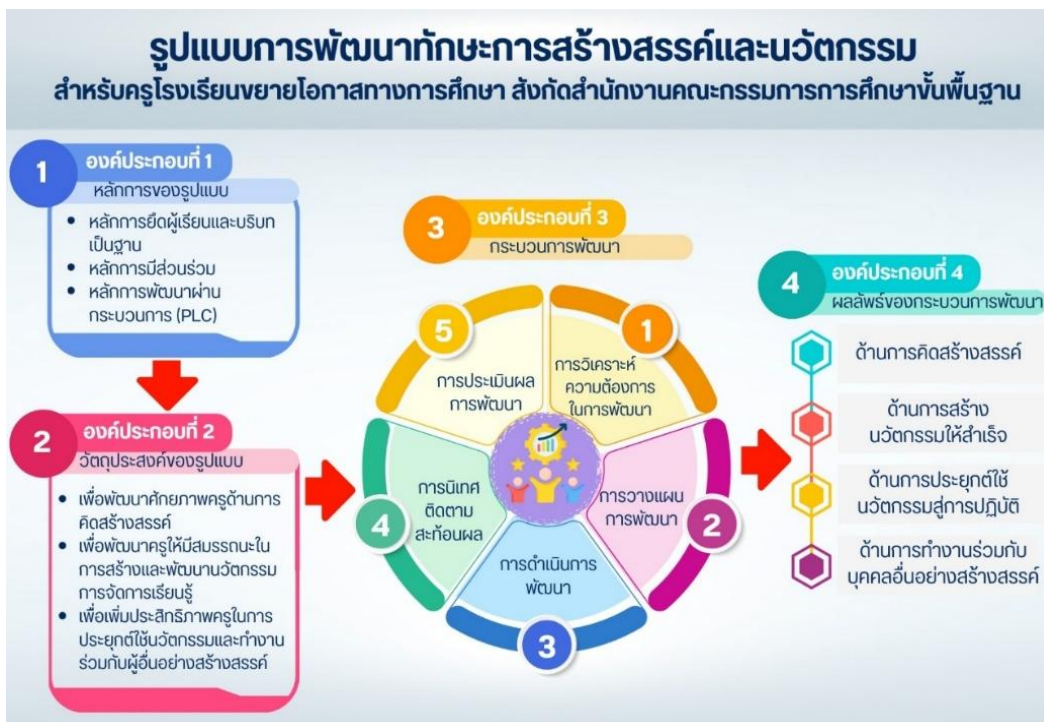 รูปแบบการพัฒนาทักษะการสร้างสรรค์และนวัตกรรม
สำหรับครูโรงเรียนขยายโอกาสทางการศึกษา สังกัดสำนักงานคณะกรรมการการศึกษาขั้นพื้นฐาน
1
องค์ประกอบที่ 1
หลักการของรูปแบบ
• หลักการยึดผู้เรียนและบริบท
เป็นฐาน
• หลักการมีส่วนร่วม
• หลักการพัฒนาผ่าน
กระบวนการ (PLC)
2
องค์ประกอบที่ 2
วัตถุประสงค์ของรูปแบบ
• เพื่อพัฒนาศักยภาพครูด้านการ
คิดสร้างสรรค์
• เพื่อพัฒนาครูให้มีสมรรถนะใน
การสร้างและพัฒนานวัตกรรม
การจัดการเรียนรู้
• เพื่อเพิ่มประสิทธิภาพครูในการ
ประยุกต์ใช้นวัตกรรมและทำงาน
ร่วมกับผู้อื่นอย่างสร้างสรรค์
3
องค์ประกอบที่ 3
กระบวนการพัฒนา
1
การวิเคราะห์
ความต้องการ
ในการพัฒนา
2
การวางแผน
การพัฒนา
3
การดำเนินการ
พัฒนา
4
การนิเทศ
ติดตาม
สะท้อนผล
5
การประเมินผล
การพัฒนา
4
องค์ประกอบที่ 4
ผลลัพธ์ของกระบวนการพัฒนา
ด้านการคิดสร้างสรรค์
ด้านการสร้าง
นวัตกรรมให้สำเร็จ
ด้านการประยุกต์ใช้
นวัตกรรมสู่การปฏิบัติ
ด้านการทำงานร่วมกับ
บุคคลอื่นอย่างสร้างสรรค์